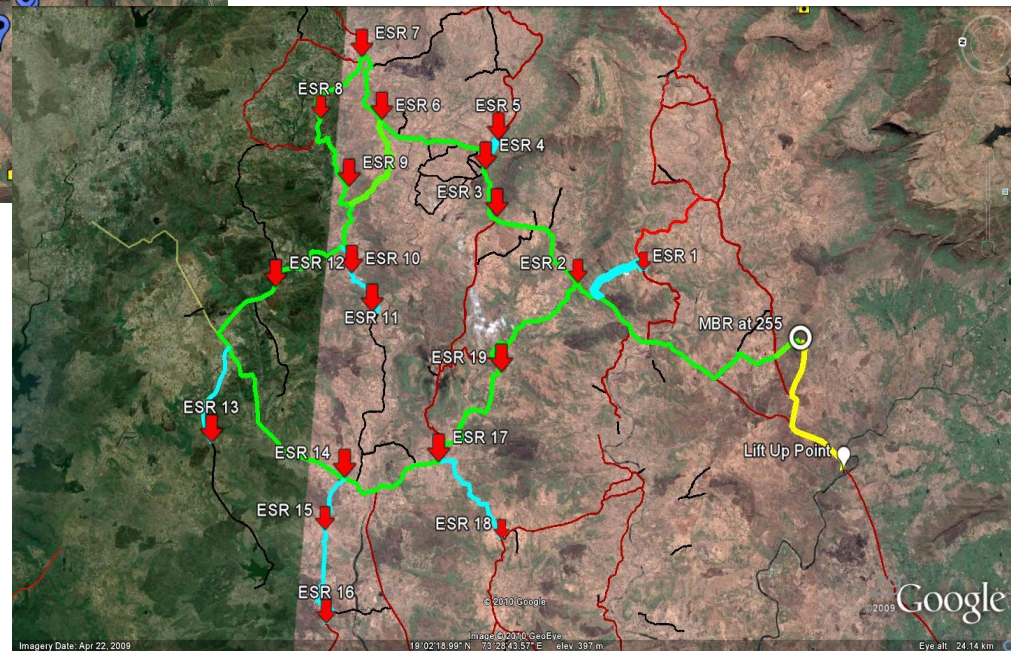 ESR 7
ESR 8
ESR 6
ESR 5
ESR 4
ESR 9
ESR 3
ESR 12
ESR 10
ESR 2
ESR 1
ESR 11
MBR at 255
ESR 19
ESR 13
ESR 14
ESR 17
Lift Up Point
ESR 15
ESR 18
ESR 16
© 2010 Google
©2009 Google
Image © 2010 GeoEye
Imagery Date: Apr 22, 2009
19°02'18.99" N 73°28'43.57" E elev 397 m
Eye alt 24.14 km
N